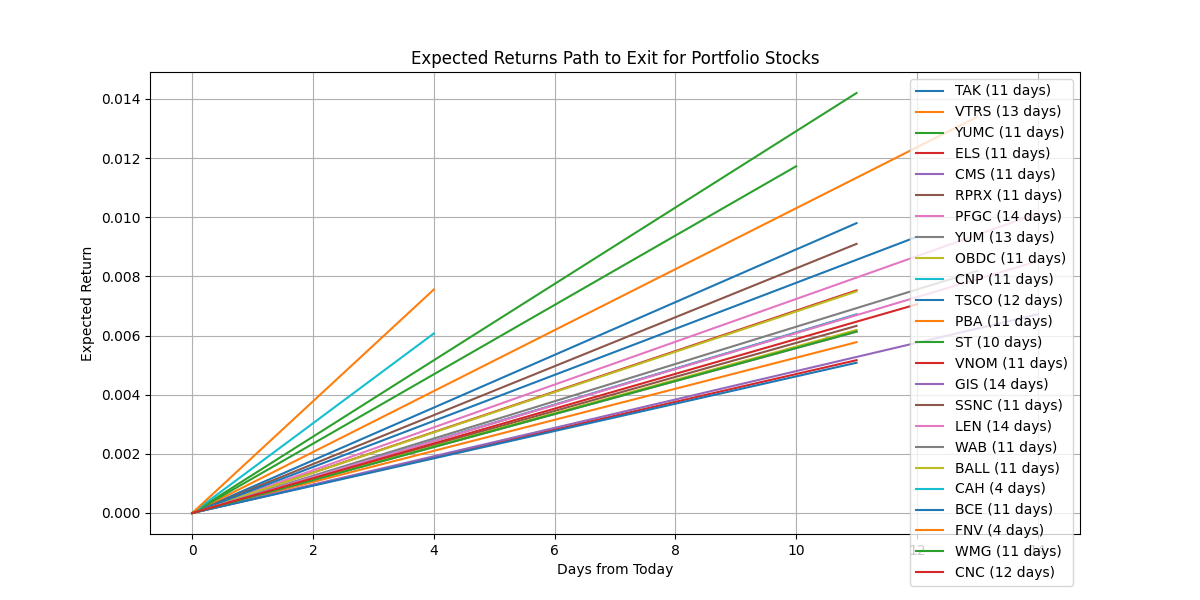 Expected Returns Path to Exit for Portfolio Stocks
Expected Return
0.014
0.012
0.010
0.008
0.006
0.004
0.002
0.000
TAK (11 days)
VTRS (13 days)
YUMC (11 days)
ELS (11 days)
CMS (11 days)
RPRX (11 days)
PFGC (14 days)
YUM (13 days)
OBDC (11 days)
CNP (11 days)
TSCO (12 days)
PBA (11 days)
ST (10 days)
VNOM (11 days)
GIS (14 days)
SSNC (11 days)
LEN (14 days)
WAB (11 days)
BALL (11 days)
CAH (4 days)
BCE (11 days)
FNV (4 days)
WMG (11 days)
CNC (12 days)
0 2 4 6 8 10 12
Days from Today